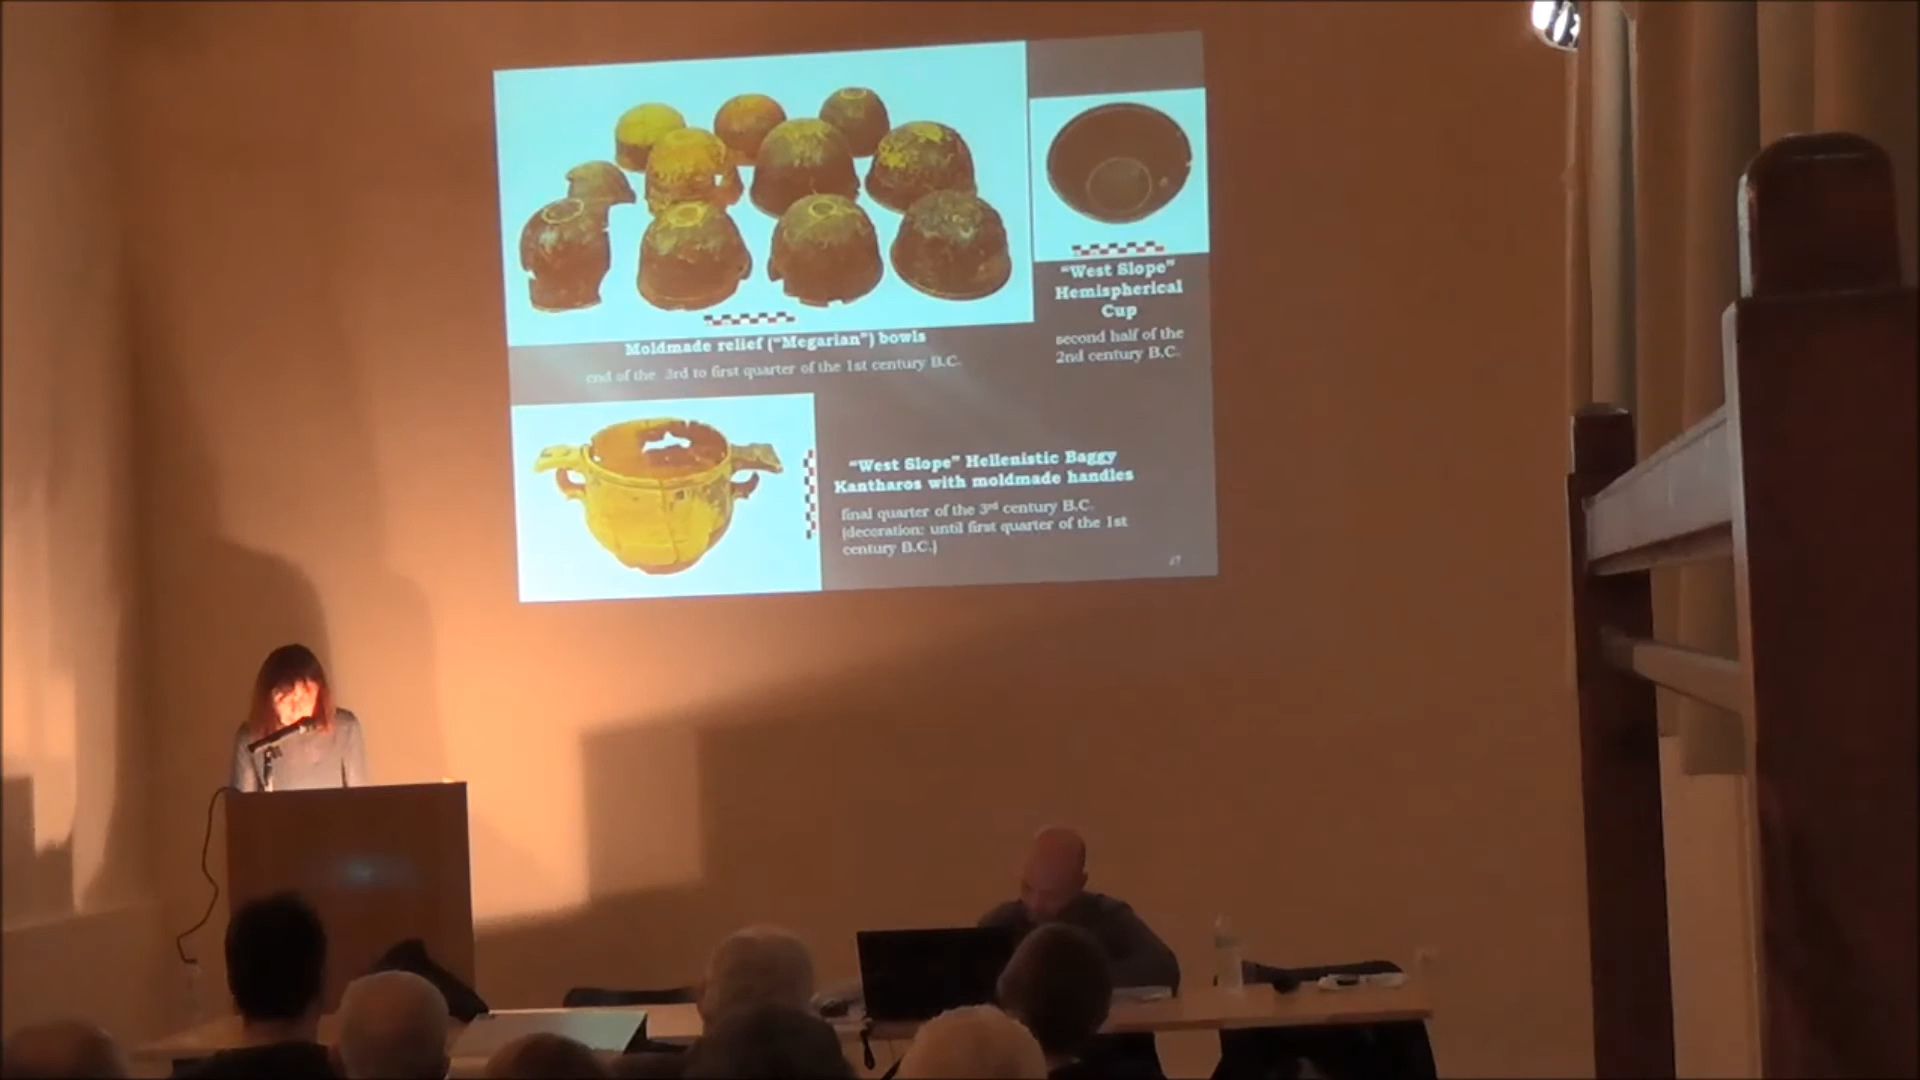 Moldmade relief ("Megarian") bowls
end of the 3rd to first quarter of the 1st century B.C.
"West Slope"
Hemispherical
Cup
second half of the
2nd century B.C.
"West Slope" Hellenistic Baggy
Kantharos with moldmade handles
final quarter of the 3rd century B.C.
(decoration: until first quarter of the 1st
century B.C.)